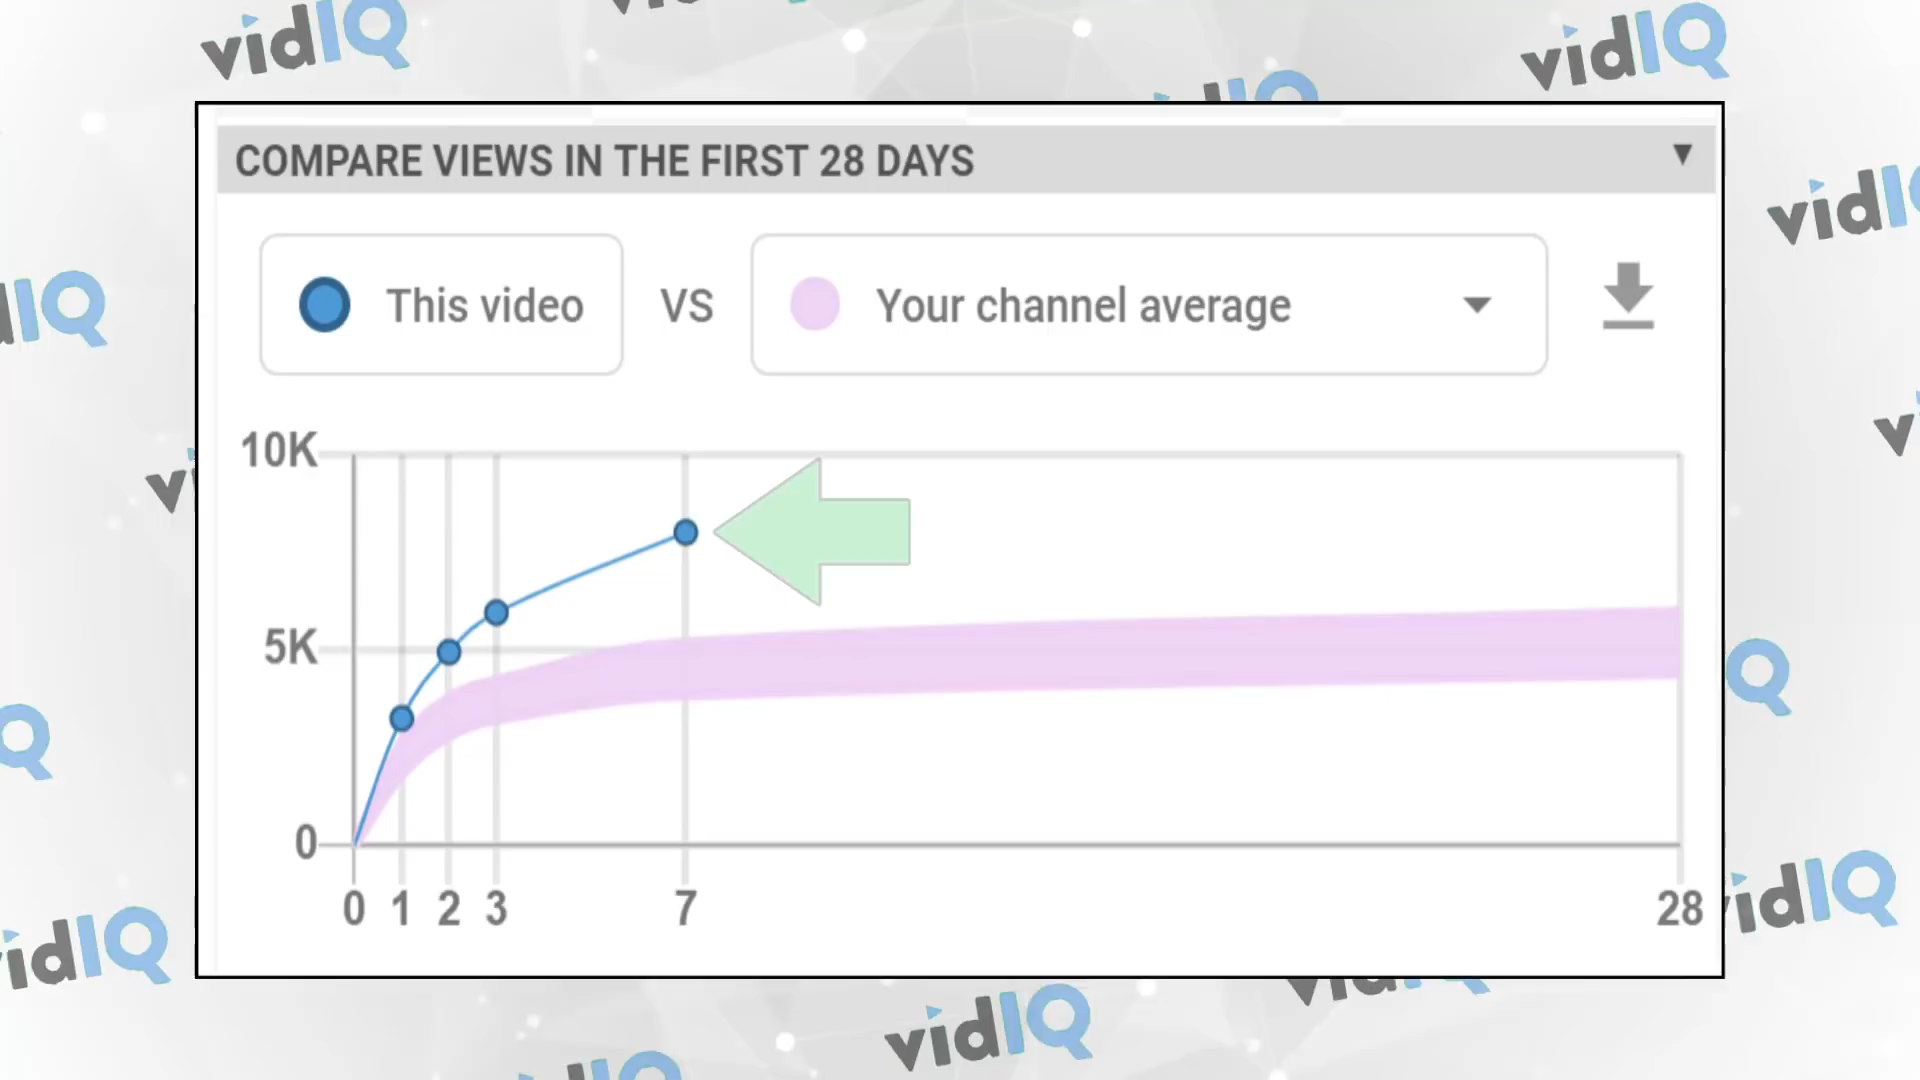 vidIQ
vidIQ
vidIQ
COMPARE VIEWS IN THE FIRST 28 DAYS
This video VS Your channel average
10K
5K
0
0 1 2 3 7 28
vidIQ
vidIQ
vidIQ